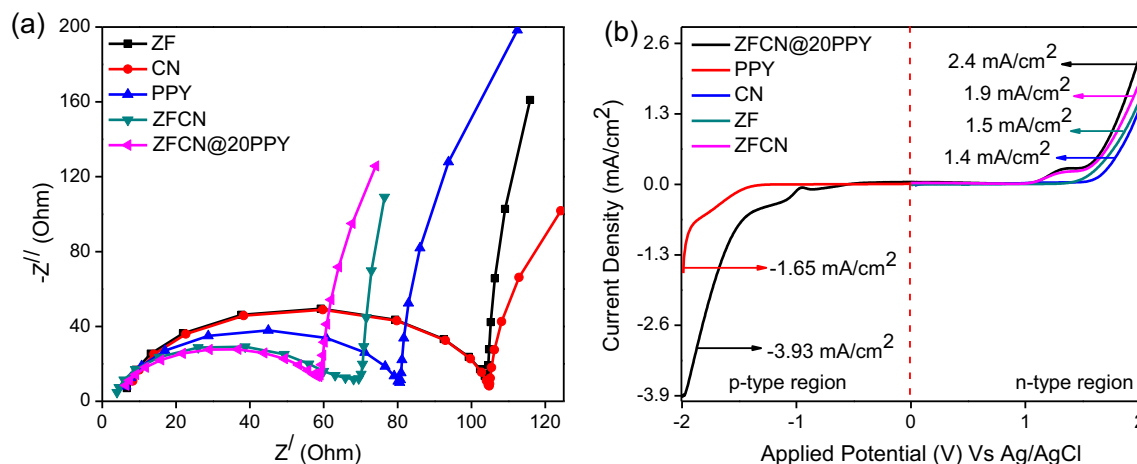 (a)
ZF
CN
PPY
ZFCN
ZFCN@20PPY
200
160
120
80
40
0
-Z// (Ohm)
0 20 40 60 80 100 120
Z/ (Ohm)
(b)
ZFCN@20PPY
PPY
CN
ZF
ZFCN
2.4 mA/cm²
1.9 mA/cm²
1.5 mA/cm²
1.4 mA/cm²
-1.65 mA/cm²
-3.93 mA/cm²
p-type region
n-type region
2.6
1.3
0.0
-1.3
-2.6
-3.9
Current Density (mA/cm²)
-2 -1 0 1 2
Applied Potential (V) Vs Ag/AgCl